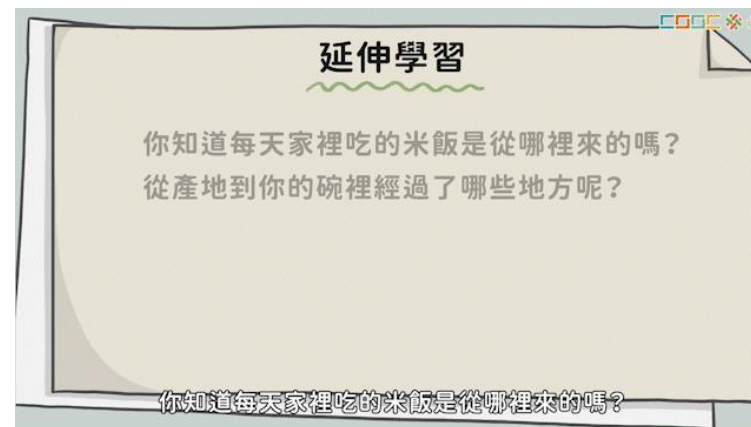 COOC
延伸學習
你知道每天家裡吃的米飯是從哪裡來的嗎？
從產地到你的碗裡經過了哪些地方呢？
你知道每天家裡吃的米飯是從哪裡來的嗎？